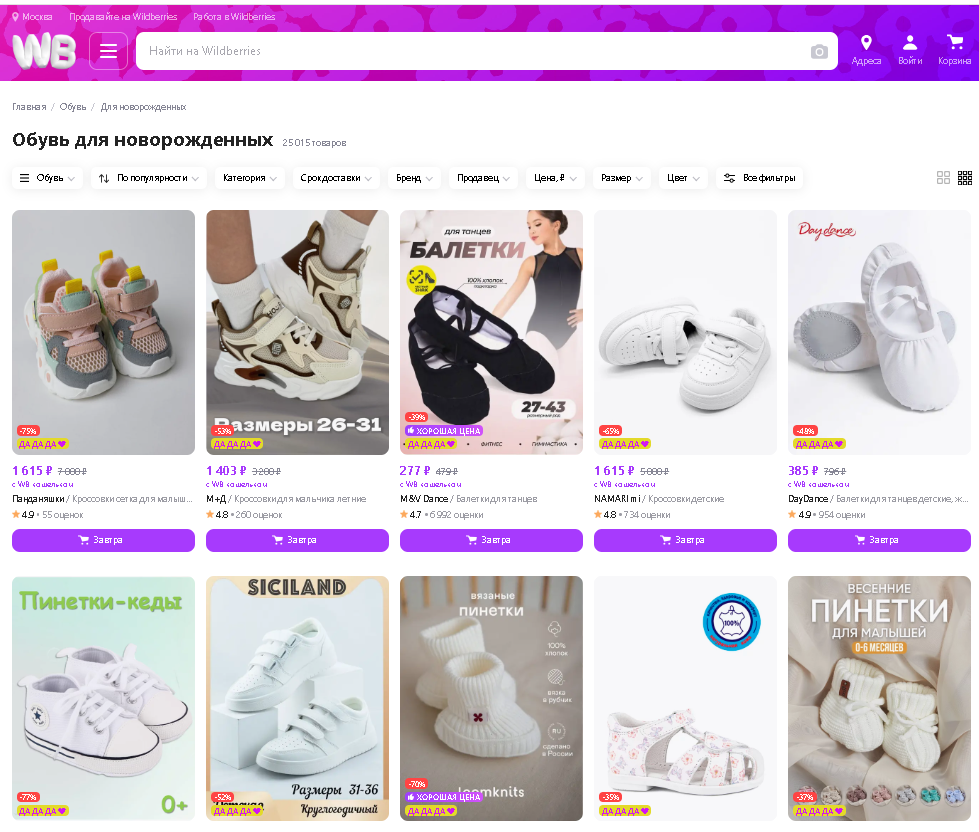 Москва Продавайте на Wildberries Работа в Wildberries
WB
Найти на Wildberries
Адреса Войти Корзина
Главная / Обувь / Для новорожденных
Обувь для новорожденных 25 015 товаров
Обувь По популярности Категория Срок доставки Бренд Продавец Цена, ₽ Размер Цвет Все фильтры
Размеры 26-31
-75%
ДА ДА ДА
-53%
ДА ДА ДА
для танцев
БАЛЕТКИ
100% хлопок
27-43
размерный ряд
-39%
ХОРОШАЯ ЦЕНА
ДА ДА ДА
• ФИТНЕС • ГИМНАСТИКА •
-65%
ДА ДА ДА
Daydance
-48%
ДА ДА ДА
1 615 ₽ 7 000 ₽
с WB кошельком
Панданяшки / Кроссовки сетка для малыш...
4.9 • 55 оценок
Завтра
1 403 ₽ 3 200 ₽
с WB кошельком
М+Д / Кроссовки для мальчика летние
4.8 • 260 оценок
Завтра
277 ₽ 479 ₽
с WB кошельком
M&V Dance / Балетки для танцев
4.7 • 6 992 оценки
Завтра
1 615 ₽ 5 000 ₽
с WB кошельком
NAMARI mi / Кроссовки детские
4.8 • 734 оценки
Завтра
385 ₽ 796 ₽
с WB кошельком
DayDance / Балетки для танцев детские, ж...
4.9 • 954 оценки
Завтра
Пинетки-кеды
-77%
ДА ДА ДА
0+
SICILAND
Размеры 31-36
-52%
Круглогодичный
ДА ДА ДА
вязаные
пинетки
100%
хлопок
вязка
в рубчик
RU
сделано
в России
-70%
ХОРОШАЯ ЦЕНА
loomknits
ДА ДА ДА
100%
-35%
ДА ДА ДА
ВЕСЕННИЕ
ПИНЕТКИ
ДЛЯ МАЛЫШЕЙ
0-6 МЕСЯЦЕВ
-37%
ДА ДА ДА